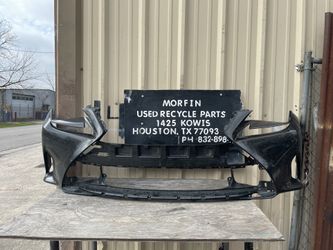 MORFIN
USED RECYCLE PARTS
1425 KOWIS
HOUSTON, TX 77093
PH 832-898